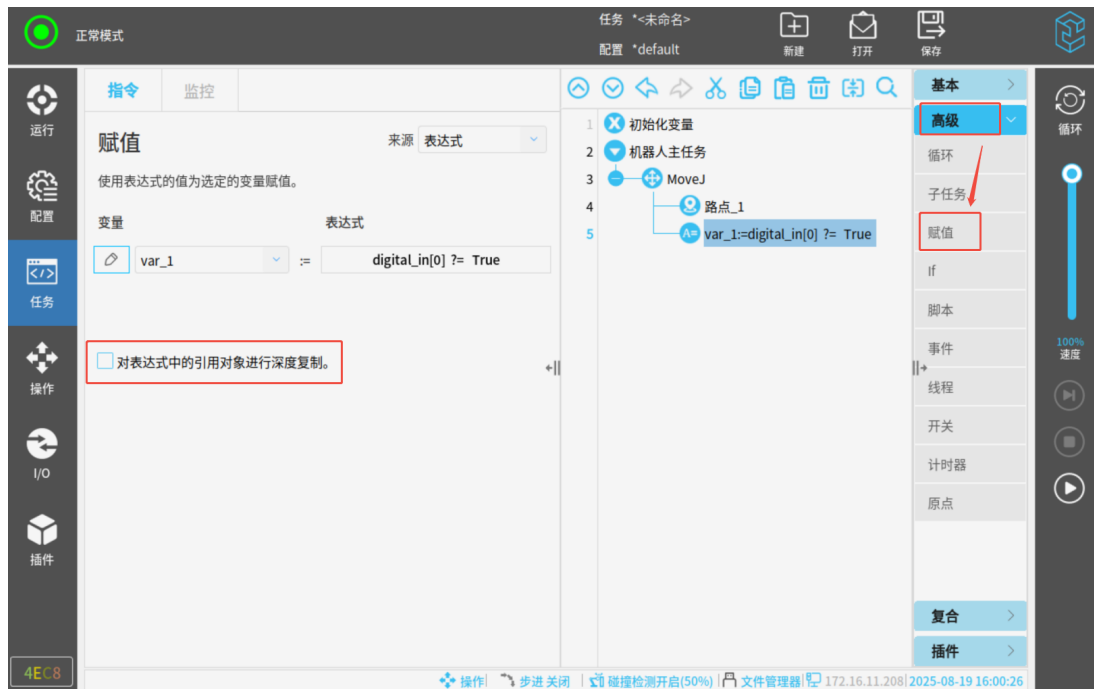 正常模式
任务 *<未命名>
配置 *default
新建
打开
保存
运行
配置
任务
操作
I/O
插件
4EC8
指令
监控
赋值
来源 表达式
使用表达式的值为选定的变量赋值。
变量
表达式
var_1
:=
digital_in[0] ?= True
对表达式中的引用对象进行深度复制。
1 初始化变量
2 机器人主任务
3 MoveJ
4 路点_1
5 var_1:=digital_in[0] ?= True
基本
高级
循环
子任务
赋值
If
脚本
事件
线程
开关
计时器
原点
复合
插件
循环
100%
速度
操作 步进 关闭 碰撞检测开启(50%) 文件管理器 172.16.11.208 2025-08-19 16:00:26